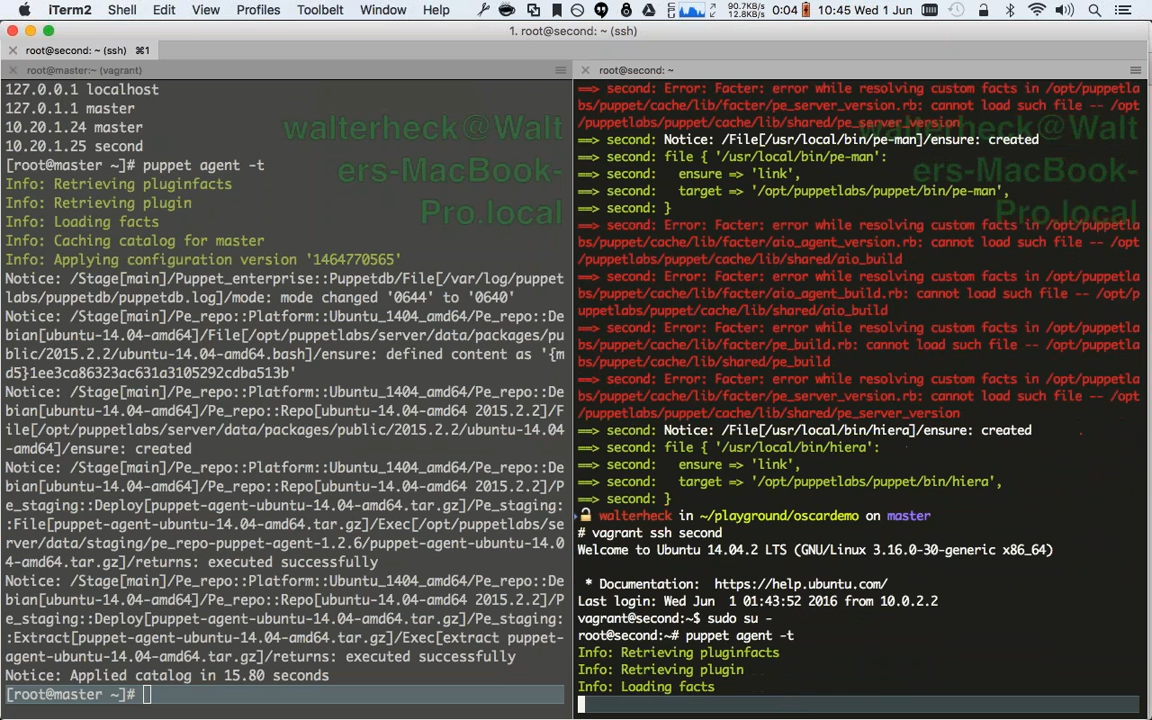 iTerm2 Shell Edit View Profiles Toolbelt Window Help 90.7KB/s 12.8KB/s 0:04 10:45 Wed 1 Jun
1. root@second: ~ (ssh)
root@second: ~ (ssh) ⌘1
root@master:~ (vagrant)
127.0.0.1 localhost
127.0.1.1 master
10.20.1.24 master
10.20.1.25 second
[root@master ~]# puppet agent -t
Info: Retrieving pluginfacts
Info: Retrieving plugin
Info: Loading facts
Info: Caching catalog for master
Info: Applying configuration version '1464770565'
Notice: /Stage[main]/Puppet_enterprise::Puppetdb/File[/var/log/puppet
labs/puppetdb/puppetdb.log]/mode: mode changed '0644' to '0640'
Notice: /Stage[main]/Pe_repo::Platform::Ubuntu_1404_amd64/Pe_repo::De
bian[ubuntu-14.04-amd64]/File[/opt/puppetlabs/server/data/packages/pu
blic/2015.2.2/ubuntu-14.04-amd64.bash]/ensure: defined content as '{m
d5}1ee3ca86323ac631a3105292cdba513b'
Notice: /Stage[main]/Pe_repo::Platform::Ubuntu_1404_amd64/Pe_repo::De
bian[ubuntu-14.04-amd64]/Pe_repo::Repo[ubuntu-14.04-amd64 2015.2.2]/F
ile[/opt/puppetlabs/server/data/packages/public/2015.2.2/ubuntu-14.04
-amd64]/ensure: created
Notice: /Stage[main]/Pe_repo::Platform::Ubuntu_1404_amd64/Pe_repo::De
bian[ubuntu-14.04-amd64]/Pe_repo::Repo[ubuntu-14.04-amd64 2015.2.2]/P
e_staging::Deploy[puppet-agent-ubuntu-14.04-amd64.tar.gz]/Pe_staging:
:File[puppet-agent-ubuntu-14.04-amd64.tar.gz]/Exec[/opt/puppetlabs/se
rver/data/staging/pe_repo-puppet-agent-1.2.6/puppet-agent-ubuntu-14.0
4-amd64.tar.gz]/returns: executed successfully
Notice: /Stage[main]/Pe_repo::Platform::Ubuntu_1404_amd64/Pe_repo::De
bian[ubuntu-14.04-amd64]/Pe_repo::Repo[ubuntu-14.04-amd64 2015.2.2]/P
e_staging::Deploy[puppet-agent-ubuntu-14.04-amd64.tar.gz]/Pe_staging:
:Extract[puppet-agent-ubuntu-14.04-amd64.tar.gz]/Exec[extract puppet-
agent-ubuntu-14.04-amd64.tar.gz]/returns: executed successfully
Notice: Applied catalog in 15.80 seconds
[root@master ~]#
walterheck@Walt
ers-MacBook-
Pro.local
root@second: ~
==> second: Error: Facter: error while resolving custom facts in /opt/puppetla
bs/puppet/cache/lib/facter/pe_server_version.rb: cannot load such file -- /opt
/puppetlabs/puppet/cache/lib/shared/pe_server_version
==> second: Notice: /File[/usr/local/bin/pe-man]/ensure: created
==> second: file { '/usr/local/bin/pe-man':
==> second:   ensure => 'link',
==> second:   target => '/opt/puppetlabs/puppet/bin/pe-man',
==> second: }
==> second: Error: Facter: error while resolving custom facts in /opt/puppetla
bs/puppet/cache/lib/facter/aio_agent_version.rb: cannot load such file -- /opt
/puppetlabs/puppet/cache/lib/shared/aio_build
==> second: Error: Facter: error while resolving custom facts in /opt/puppetla
bs/puppet/cache/lib/facter/aio_agent_build.rb: cannot load such file -- /opt/p
uppetlabs/puppet/cache/lib/shared/aio_build
==> second: Error: Facter: error while resolving custom facts in /opt/puppetla
bs/puppet/cache/lib/facter/pe_build.rb: cannot load such file -- /opt/puppetla
bs/puppet/cache/lib/shared/pe_build
==> second: Error: Facter: error while resolving custom facts in /opt/puppetla
bs/puppet/cache/lib/facter/pe_server_version.rb: cannot load such file -- /opt
/puppetlabs/puppet/cache/lib/shared/pe_server_version
==> second: Notice: /File[/usr/local/bin/hiera]/ensure: created
==> second: file { '/usr/local/bin/hiera':
==> second:   ensure => 'link',
==> second:   target => '/opt/puppetlabs/puppet/bin/hiera',
==> second: }
walterheck in ~/playground/oscardemo on master
# vagrant ssh second
Welcome to Ubuntu 14.04.2 LTS (GNU/Linux 3.16.0-30-generic x86_64)
* Documentation:  https://help.ubuntu.com/
Last login: Wed Jun  1 01:43:52 2016 from 10.0.2.2
vagrant@second:~$ sudo su -
root@second:~# puppet agent -t
Info: Retrieving pluginfacts
Info: Retrieving plugin
Info: Loading facts
walterheck@Walt
ers-MacBook-
Pro.local